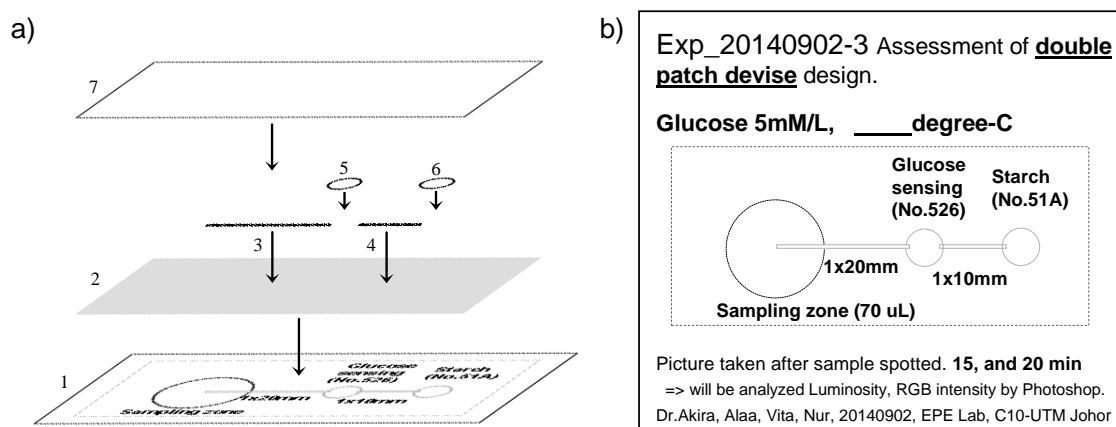 a)
7
5
6
3
4
2
1
Glucose
sensing
(No.526)
Starch
(No.51A)
1x20mm
1x10mm
Sampling zone
b)
Exp_20140902-3 Assessment of double
patch devise design.
Glucose 5mM/L, ____degree-C
Glucose
sensing
(No.526)
Starch
(No.51A)
1x20mm
1x10mm
Sampling zone (70 uL)
Picture taken after sample spotted. 15, and 20 min
=> will be analyzed Luminosity, RGB intensity by Photoshop.
Dr.Akira, Alaa, Vita, Nur, 20140902, EPE Lab, C10-UTM Johor